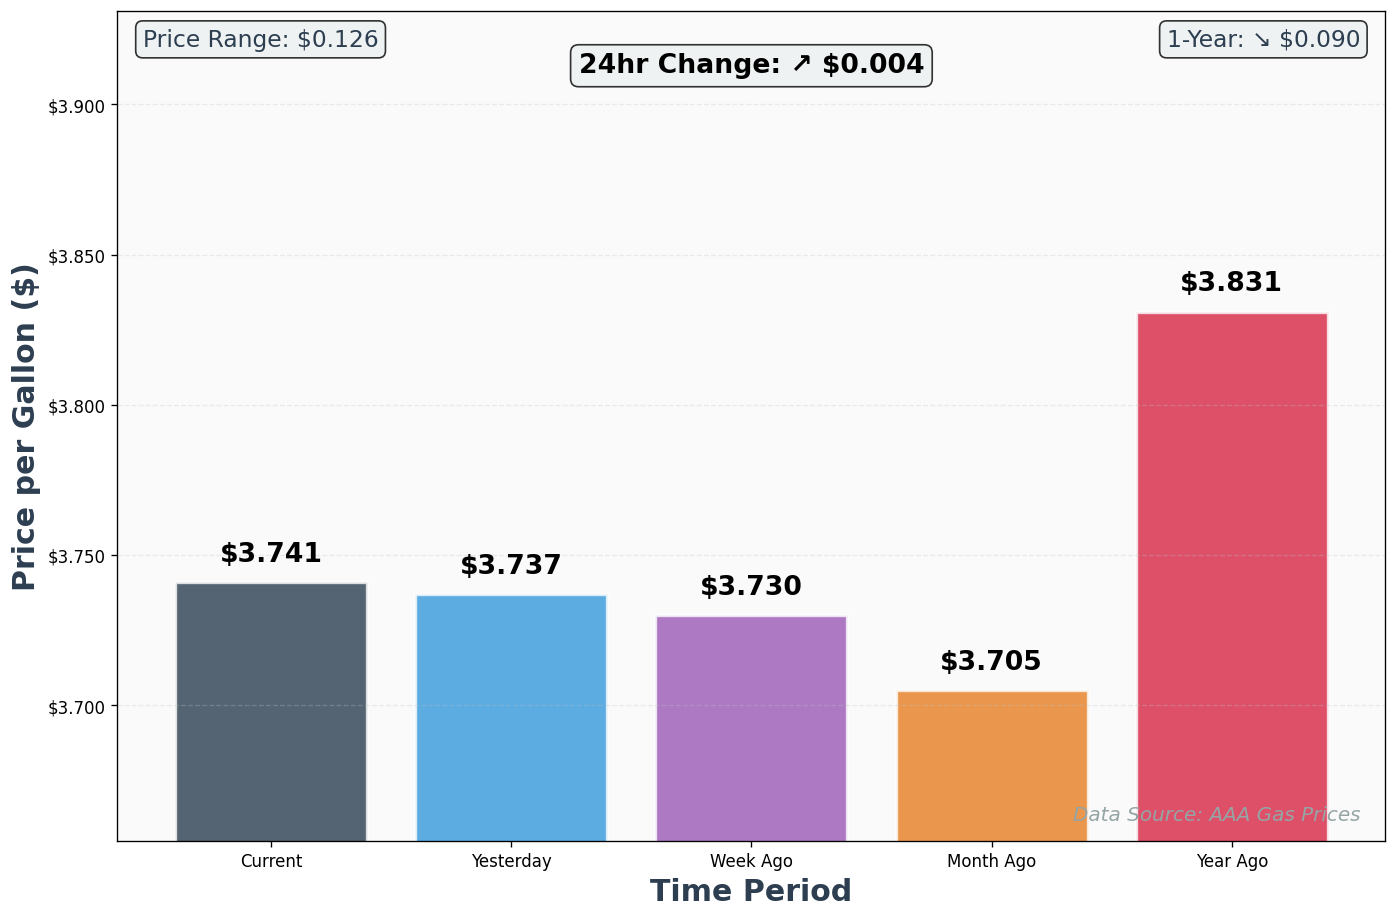 Price Range: $0.126
24hr Change: ↗ $0.004
1-Year: ↘ $0.090
Price per Gallon ($)
$3.900
$3.850
$3.800
$3.750
$3.700
$3.741
$3.737
$3.730
$3.705
$3.831
Data Source: AAA Gas Prices
Current
Yesterday
Week Ago
Month Ago
Year Ago
Time Period